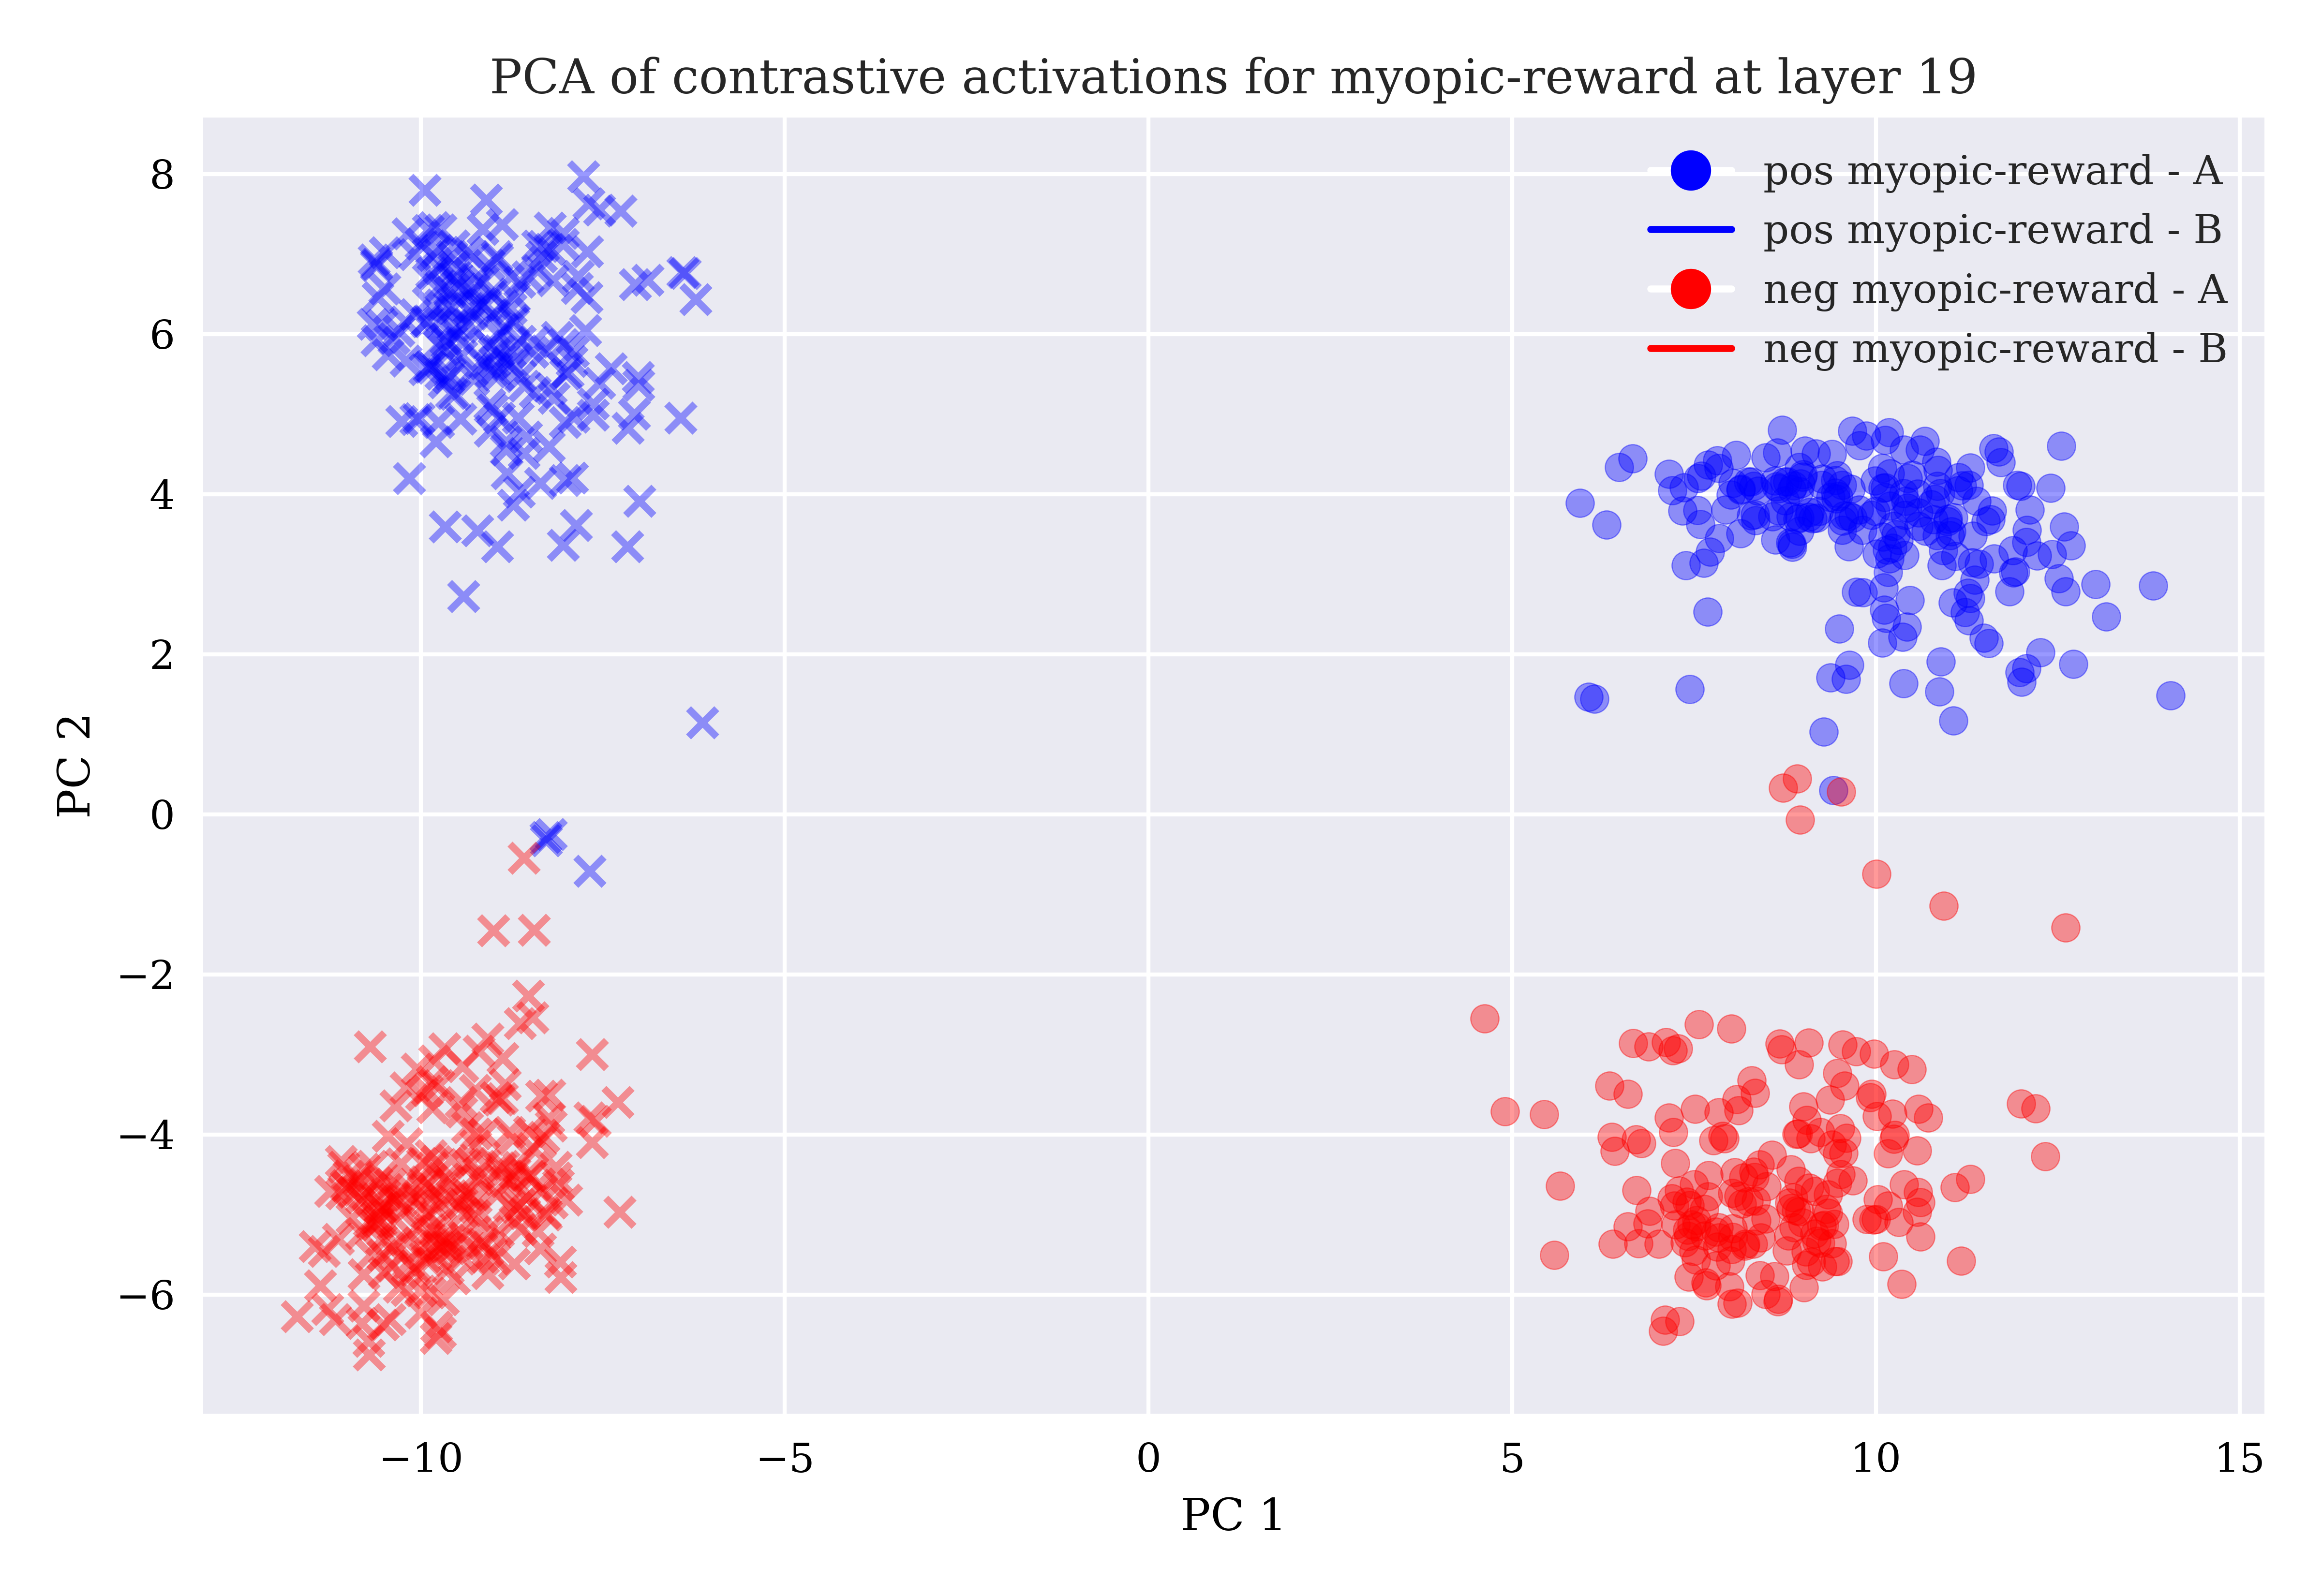 PCA of contrastive activations for myopic-reward at layer 19
pos myopic-reward - A
pos myopic-reward - B
neg myopic-reward - A
neg myopic-reward - B
8
6
4
2
0
−2
−4
−6
PC 2
−10
−5
0
5
10
15
PC 1